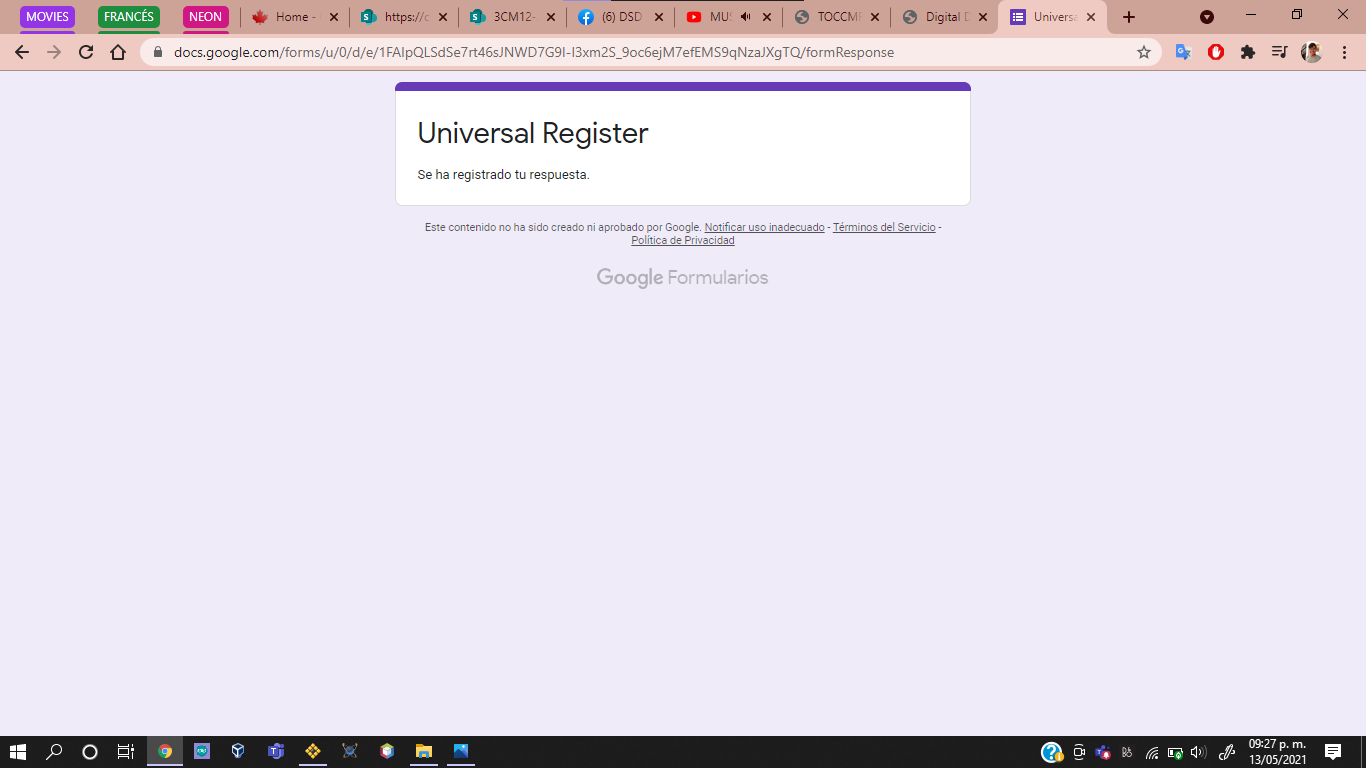 MOVIES
FRANCÉS
NEON
Home -
https://c
3CM12-
(6) DSD
MUS
TOCCMF
Digital D
Universa
docs.google.com/forms/u/0/d/e/1FAIpQLSdSe7rt46sJNWD7G9I-I3xm2S_9oc6ejM7efEMS9qNzaJXgTQ/formResponse
Universal Register
Se ha registrado tu respuesta.
Este contenido no ha sido creado ni aprobado por Google. Notificar uso inadecuado - Términos del Servicio -
Política de Privacidad
Google Formularios
09:27 p. m.
13/05/2021